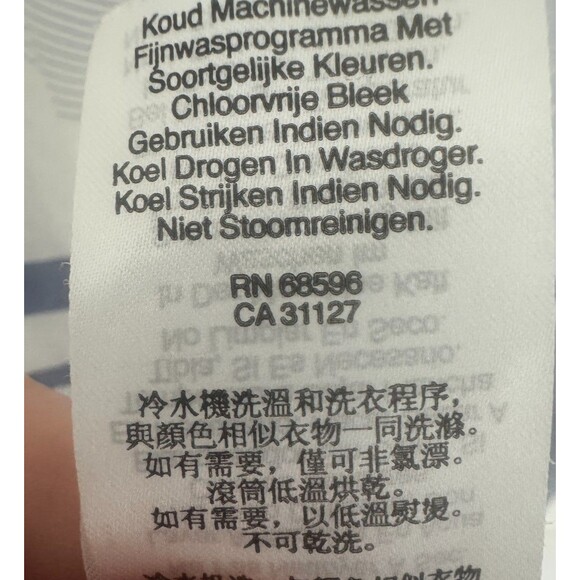 Koud Machinewassen
Fijnwasprogramma Met
Soortgelijke Kleuren.
Chloorvrije Bleek
Gebruiken Indien Nodig.
Koel Drogen In Wasdroger.
Koel Strijken Indien Nodig.
Niet Stoomreinigen.
RN 68596
CA 31127
冷水機洗溫和洗衣程序，
與顏色相似衣物一同洗滌。
如有需要，僅可非氯漂。
滾筒低溫烘乾。
如有需要，以低溫熨燙。
不可乾洗。